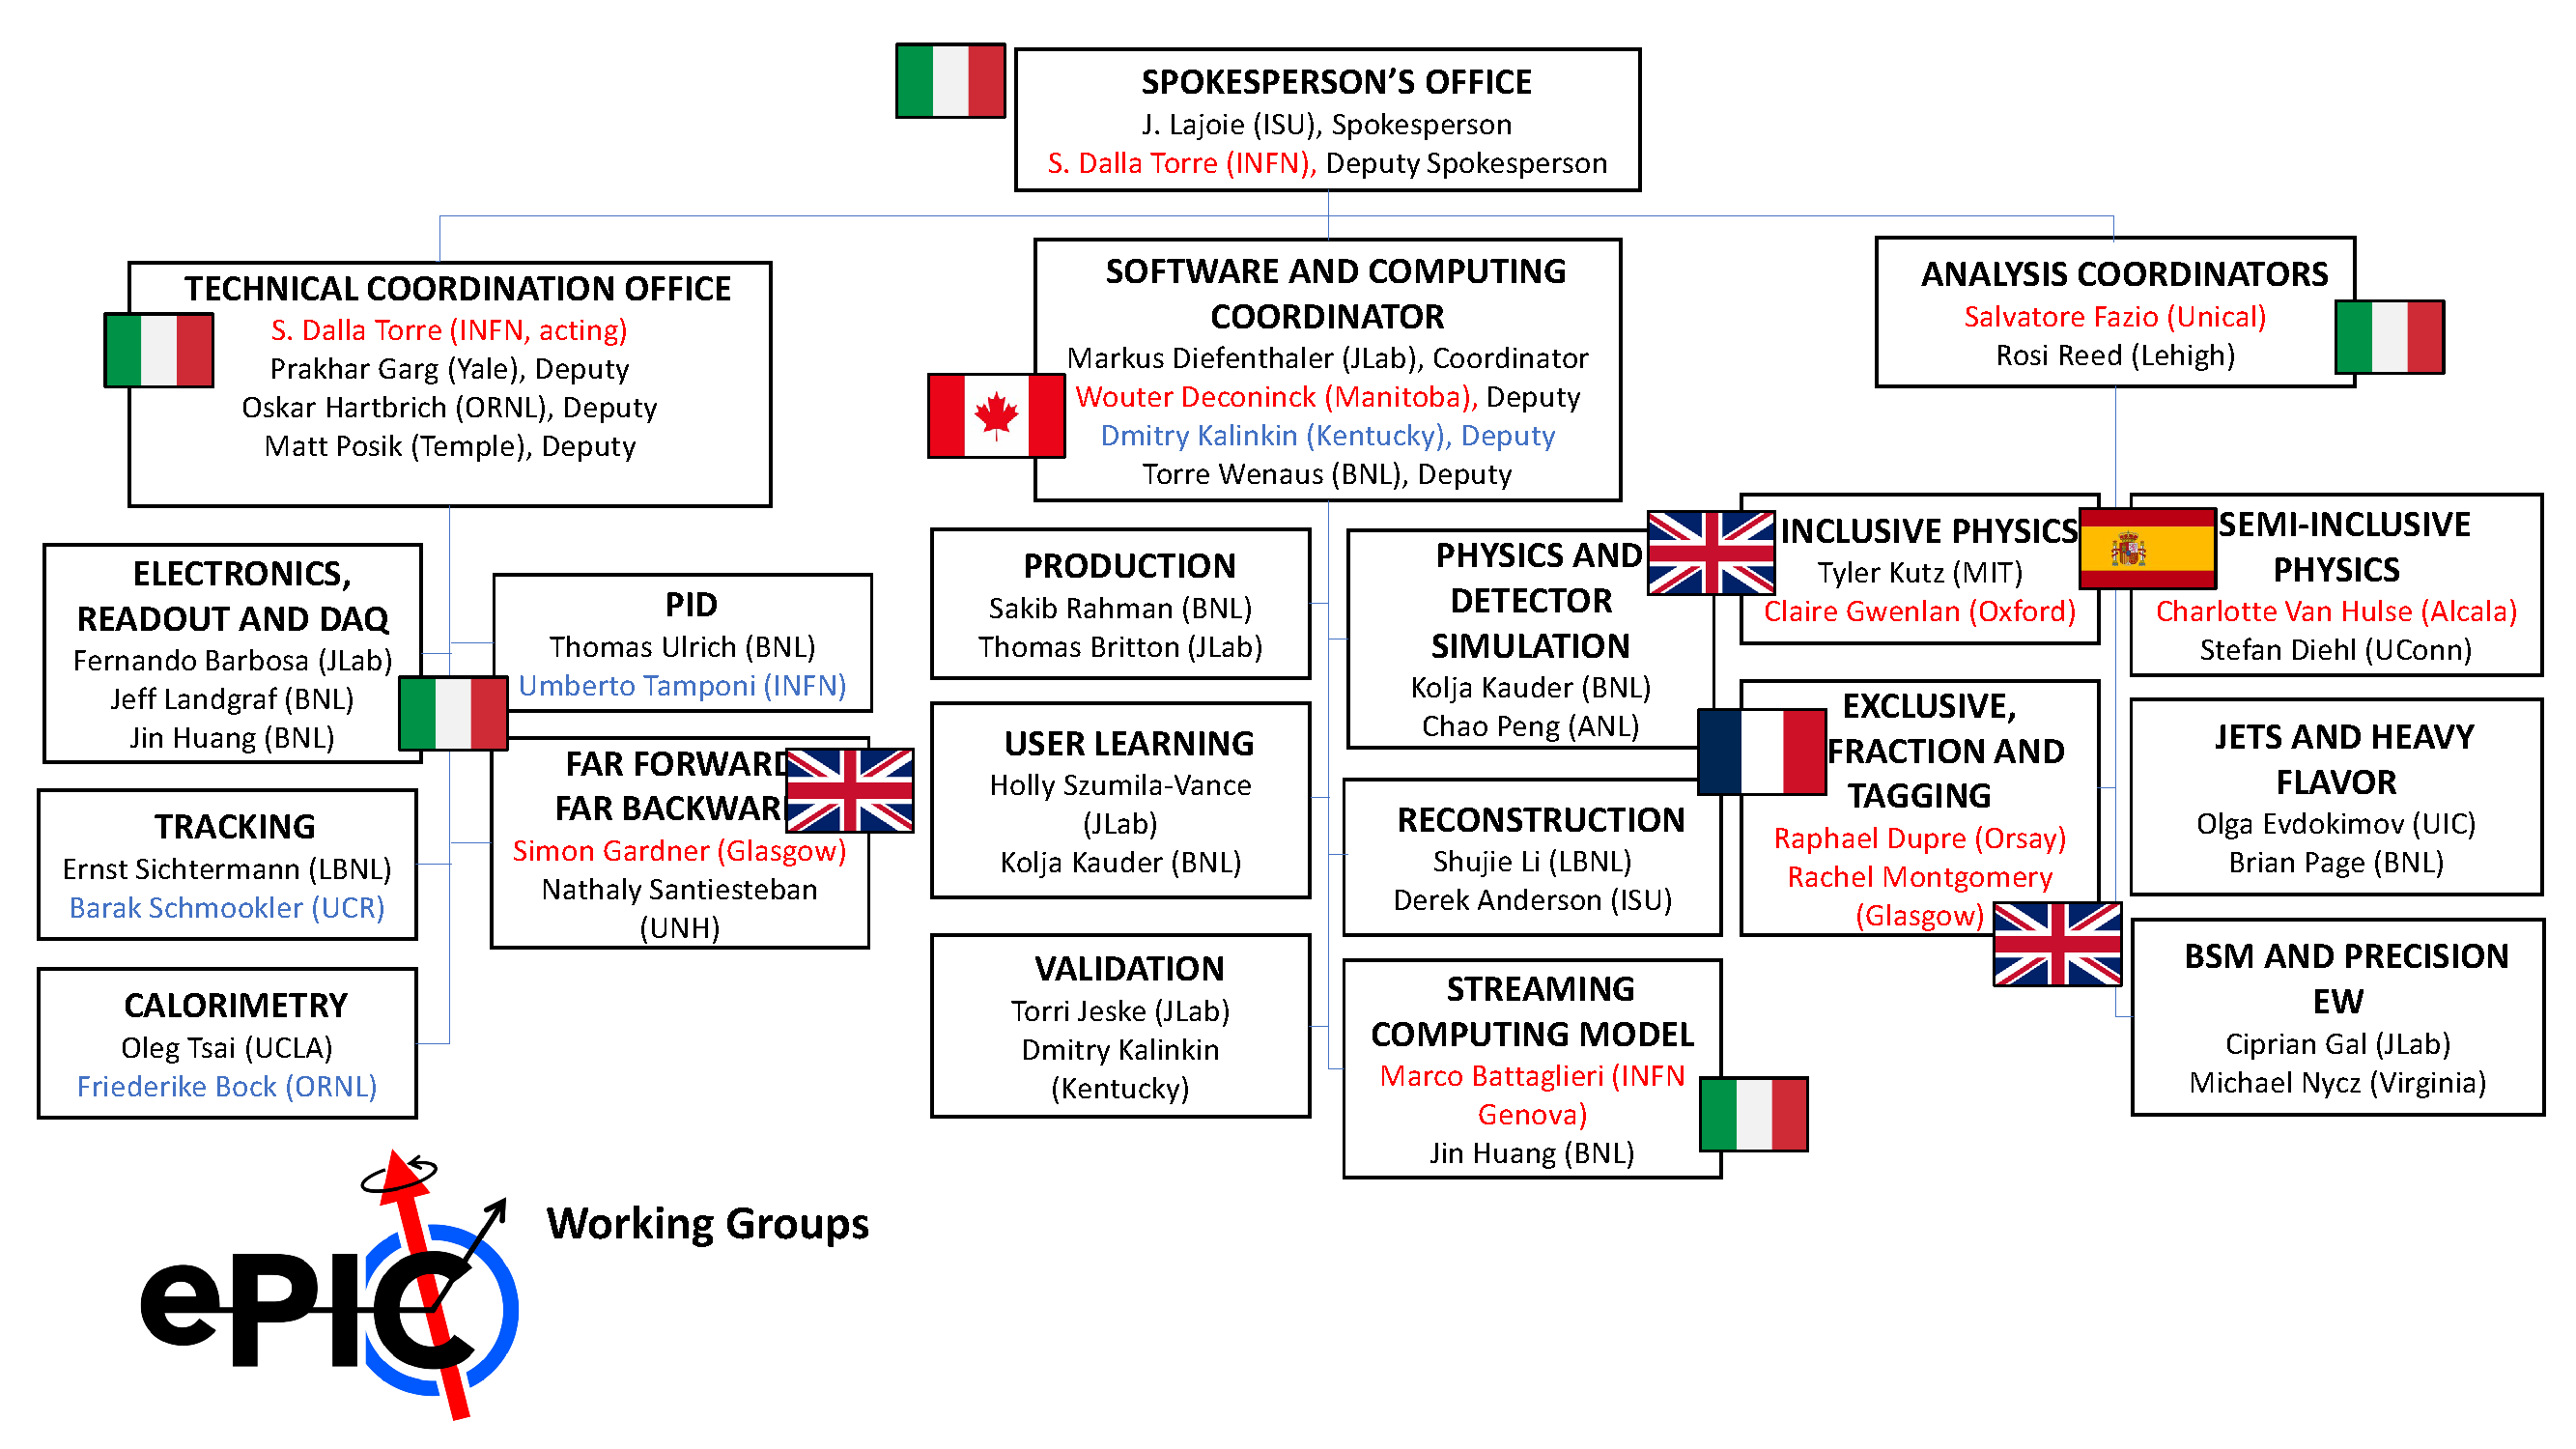 SPOKESPERSON’S OFFICE
J. Lajoie (ISU), Spokesperson
S. Dalla Torre (INFN), Deputy Spokesperson
TECHNICAL COORDINATION OFFICE
S. Dalla Torre (INFN, acting)
Prakhar Garg (Yale), Deputy
Oskar Hartbrich (ORNL), Deputy
Matt Posik (Temple), Deputy
ELECTRONICS,
READOUT AND DAQ
Fernando Barbosa (JLab)
Jeff Landgraf (BNL)
Jin Huang (BNL)
PID
Thomas Ulrich (BNL)
Umberto Tamponi (INFN)
TRACKING
Ernst Sichtermann (LBNL)
Barak Schmookler (UCR)
FAR FORWARD
FAR BACKWAR
Simon Gardner (Glasgow)
Nathaly Santiesteban
(UNH)
CALORIMETRY
Oleg Tsai (UCLA)
Friederike Bock (ORNL)
SOFTWARE AND COMPUTING
COORDINATOR
Markus Diefenthaler (JLab), Coordinator
Wouter Deconinck (Manitoba), Deputy
Dmitry Kalinkin (Kentucky), Deputy
Torre Wenaus (BNL), Deputy
PRODUCTION
Sakib Rahman (BNL)
Thomas Britton (JLab)
PHYSICS AND
DETECTOR
SIMULATION
Kolja Kauder (BNL)
Chao Peng (ANL)
USER LEARNING
Holly Szumila-Vance
(JLab)
Kolja Kauder (BNL)
RECONSTRUCTION
Shujie Li (LBNL)
Derek Anderson (ISU)
VALIDATION
Torri Jeske (JLab)
Dmitry Kalinkin
(Kentucky)
STREAMING
COMPUTING MODEL
Marco Battaglieri (INFN
Genova)
Jin Huang (BNL)
ANALYSIS COORDINATORS
Salvatore Fazio (Unical)
Rosi Reed (Lehigh)
INCLUSIVE PHYSICS
Tyler Kutz (MIT)
Claire Gwenlan (Oxford)
SEMI-INCLUSIVE
PHYSICS
Charlotte Van Hulse (Alcala)
Stefan Diehl (UConn)
EXCLUSIVE,
FRACTION AND
TAGGING
Raphael Dupre (Orsay)
Rachel Montgomery
(Glasgow)
JETS AND HEAVY
FLAVOR
Olga Evdokimov (UIC)
Brian Page (BNL)
BSM AND PRECISION
EW
Ciprian Gal (JLab)
Michael Nycz (Virginia)
ePIC
Working Groups